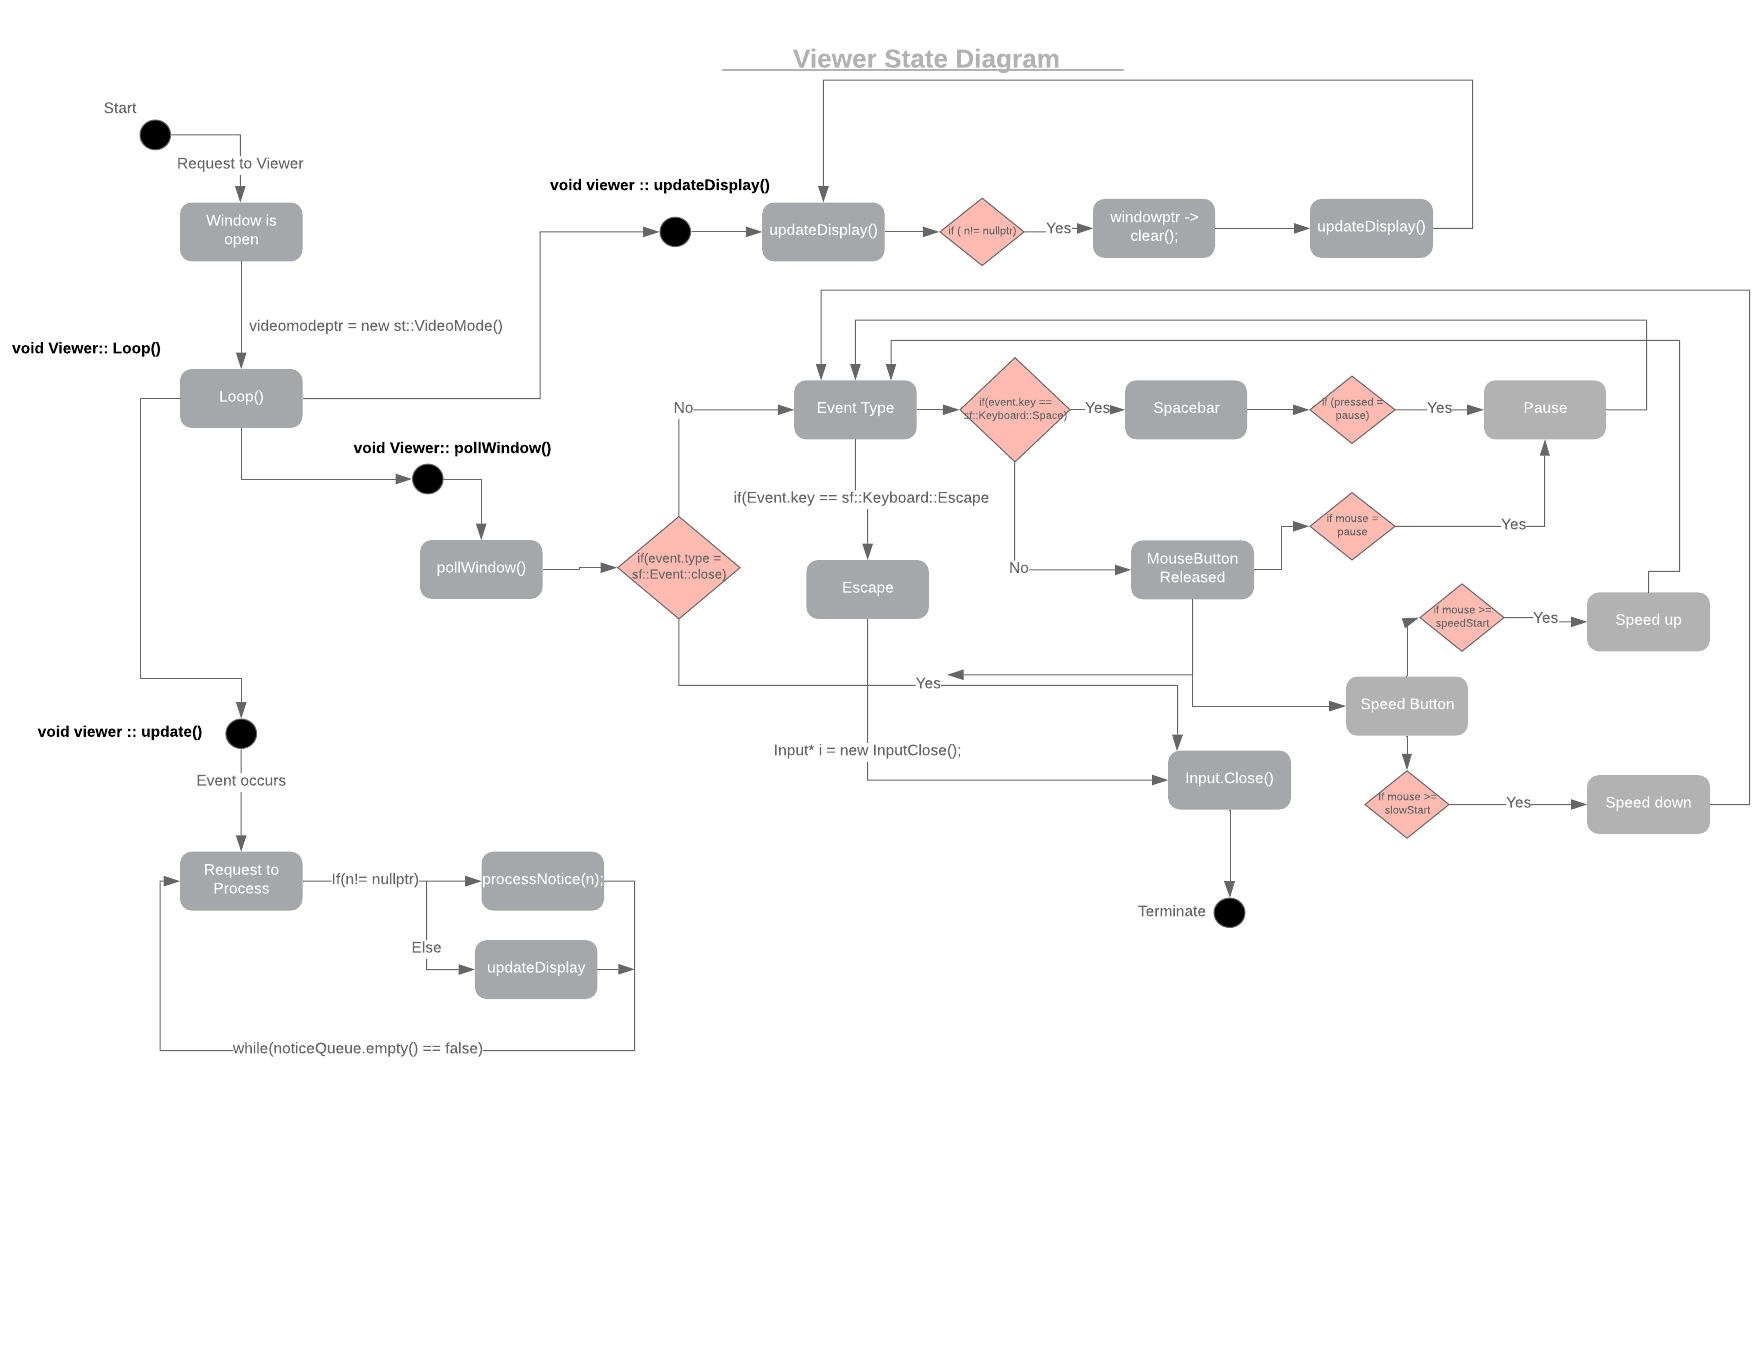 Viewer State Diagram
Start
Request to Viewer
Window is
open
videomodeptr = new st::VideoMode()
void Viewer:: Loop()
Loop()
void viewer :: updateDisplay()
updateDisplay()
if ( n!= nullptr)
Yes
windowptr ->
clear();
updateDisplay()
void Viewer:: pollWindow()
pollWindow()
if(event.type =
sf::Event::close)
No
Event Type
if(event.key ==
sf::Keyboard::Space)
Yes
Spacebar
if (pressed =
pause)
Yes
Pause
if(Event.key == sf::Keyboard::Escape
Escape
No
MouseButton
Released
if mouse =
pause
Yes
if mouse >=
speedStart
Yes
Speed up
Yes
Speed Button
Input* i = new InputClose();
Input.Close()
if mouse >=
slowStart
Yes
Speed down
Terminate
void viewer :: update()
Event occurs
Request to
Process
If(n!= nullptr)
processNotice(n);
Else
updateDisplay
while(noticeQueue.empty() == false)